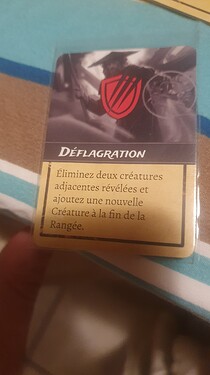 Déflagration
Éliminez deux créatures
adjacentes révélées et
ajoutez une nouvelle
Créature à la fin de la
Rangée.